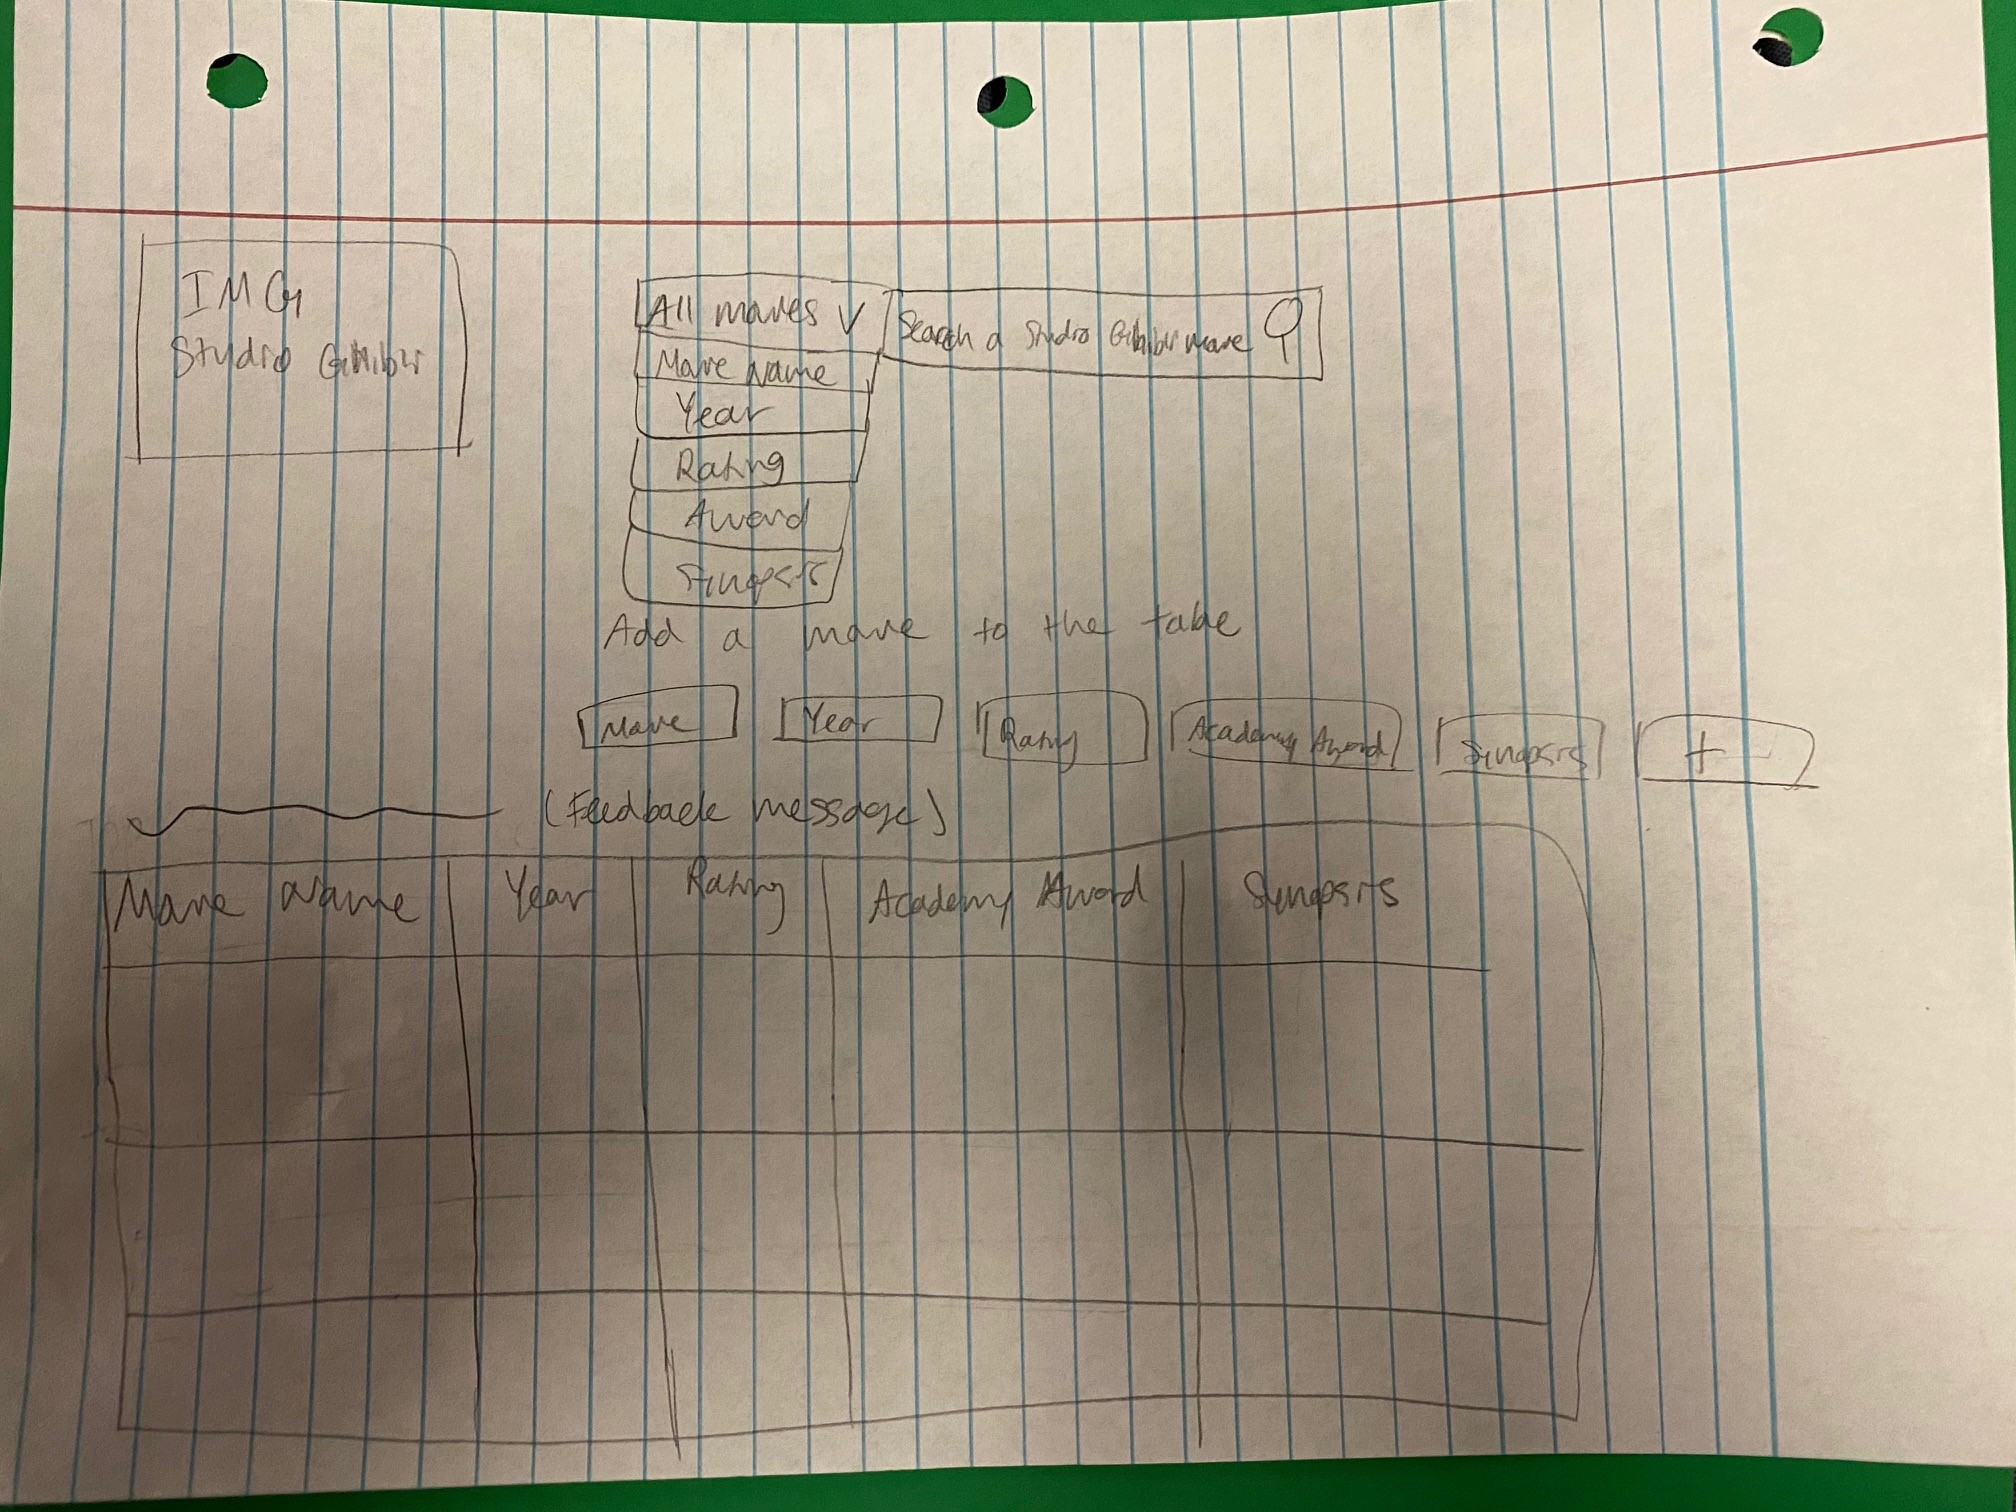 IMG
Studio Ghibli
All movies V
Search a Studio Ghibli movie
Movie Name
Year
Rating
Award
Synopsis
Add a movie to the table
Movie Year Rating Academy Award Synopsis +
(Feedback message)
Movie Name Year Rating Academy Award Synopsis